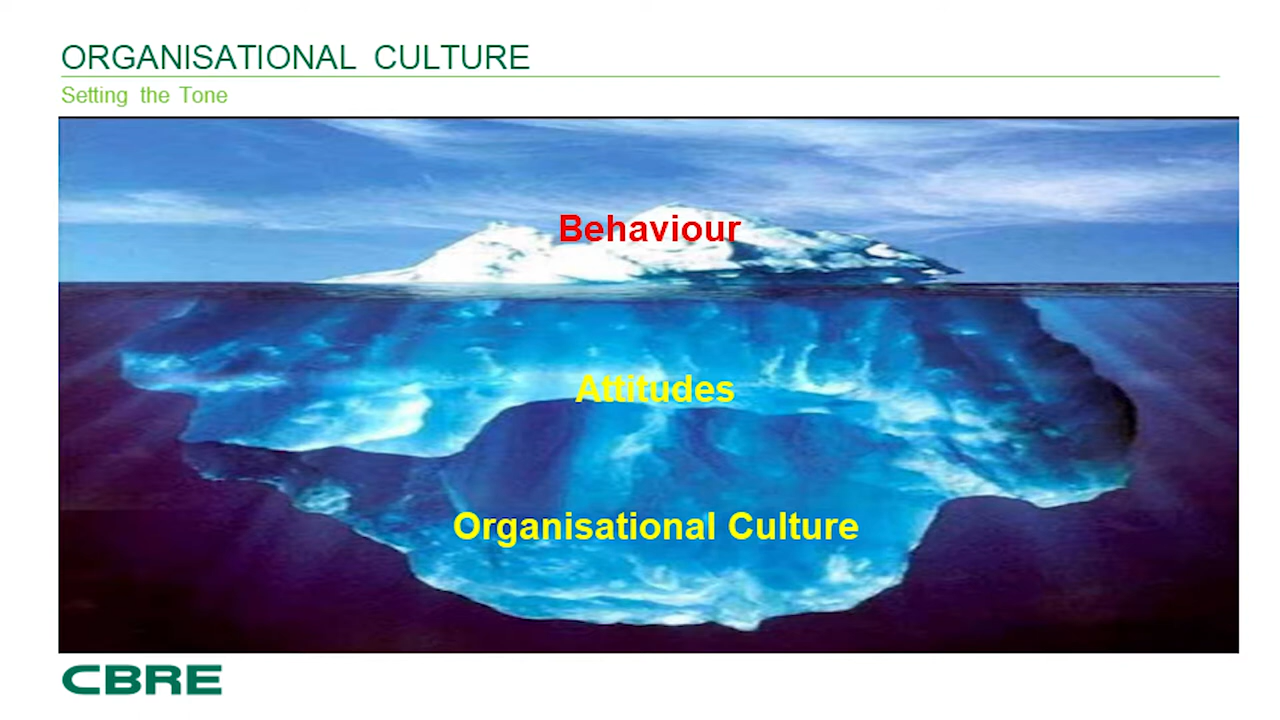 ORGANISATIONAL CULTURE
Setting the Tone
Behaviour
Attitudes
Organisational Culture
CBRE